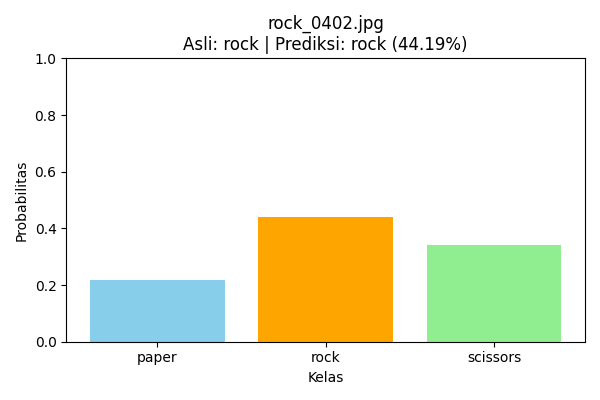 rock_0402.jpg
Asli: rock | Prediksi: rock (44.19%)
1.0
0.8
0.6
0.4
0.2
0.0
Probabilitas
paper
rock
scissors
Kelas